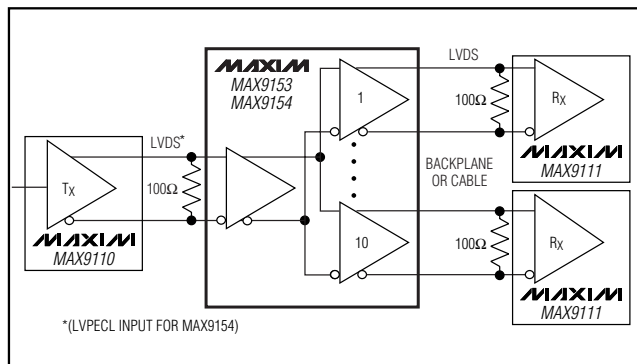 MAXIM
MAX9153
MAX9154
1
10
LVDS*
100Ω
TX
MAXIM
MAX9110
LVDS
100Ω
RX
MAXIM
MAX9111
BACKPLANE
OR CABLE
100Ω
RX
MAXIM
MAX9111
*(LVPECL INPUT FOR MAX9154)